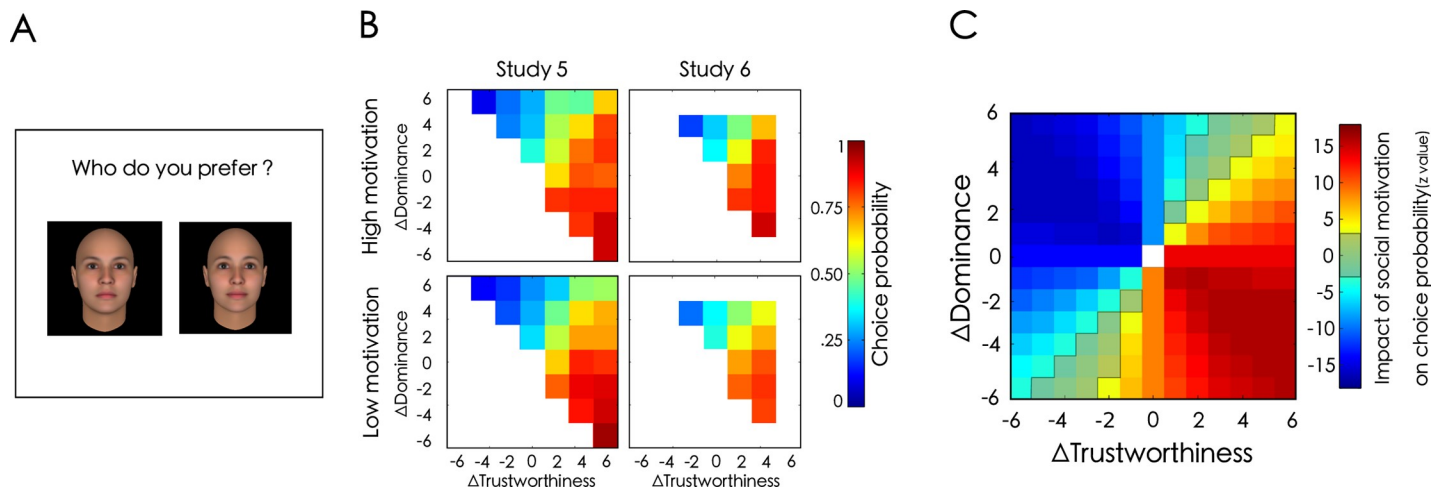 A
Who do you prefer ?
B
Study 5
Study 6
High motivation
ΔDominance
6
4
2
0
-2
-4
-6
Low motivation
ΔDominance
6
4
2
0
-2
-4
-6
-6 -4 -2 0 2 4 6
ΔTrustworthiness
-6 -4 -2 0 2 4 6
ΔTrustworthiness
1
0.75
0.50
.25
0
Choice probability
C
ΔDominance
6
4
2
0
-2
-4
-6
-6 -4 -2 0 2 4 6
ΔTrustworthiness
15
10
5
0
-5
-10
-15
Impact of social motivation
on choice probability(z value)